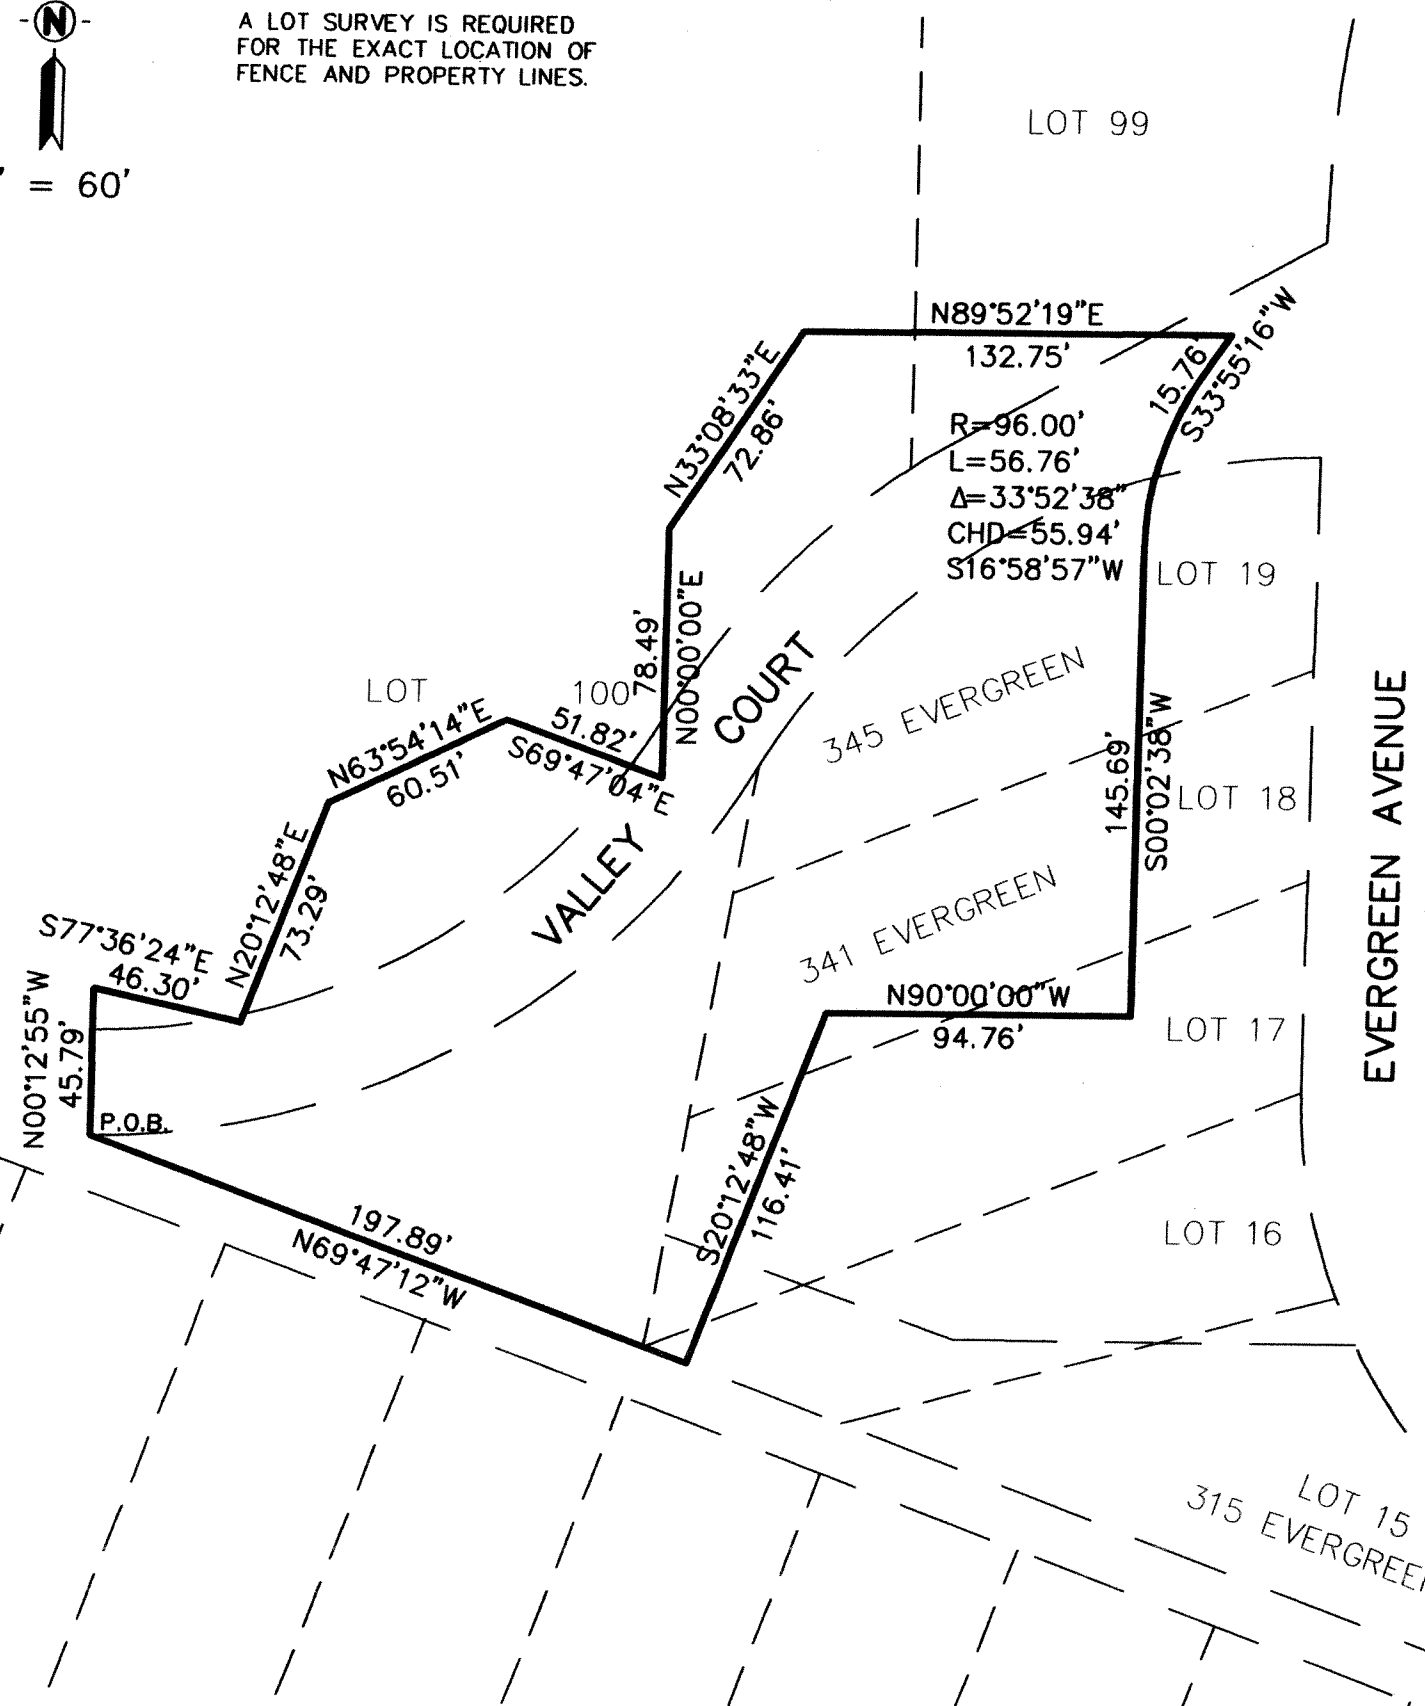 -N-
A LOT SURVEY IS REQUIRED
FOR THE EXACT LOCATION OF
FENCE AND PROPERTY LINES.
' = 60'
LOT 99
N89°52'19"E
132.75'
15.76'
S33°55'16"W
N33°08'33"E
72.86'
R=96.00'
L=56.76'
Δ=33°52'38"
CHD=55.94'
S16°58'57"W
LOT 19
78.49'
N00°00'00"E
LOT 100
COURT
345 EVERGREEN
51.82'
S69°47'04"E
N63°54'14"E
60.51'
145.69'
S00°02'38"W
LOT 18
EVERGREEN AVENUE
VALLEY
N20°12'48"E
73.29'
341 EVERGREEN
S77°36'24"E
46.30'
N90°00'00"W
94.76'
LOT 17
N00°12'55"W
45.79'
P.O.B.
S20°12'48"W
116.41'
197.89'
N69°47'12"W
LOT 16
LOT 15
315 EVERGREEN